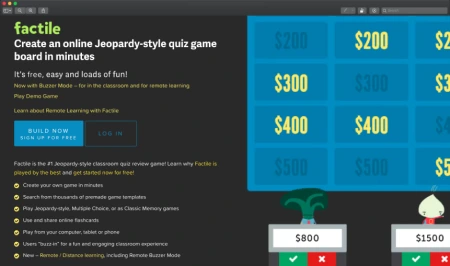 factile
Create an online Jeopardy-style quiz game
board in minutes
It's free, easy and loads of fun!
Now with Buzzer Mode – for in the classroom and for remote learning
Play Demo Game
Learn about Remote Learning with Factile
BUILD NOW
SIGN UP FOR FREE
LOG IN
Factile is the #1 Jeopardy-style classroom quiz review game! Learn why Factile is
played by the best and get started now for free!
Create your own game in minutes
Search from thousands of premade game templates
Play Jeopardy-style, Multiple Choice, or as Classic Memory games
Use and share online flashcards
Play from your computer, tablet or phone
Users "buzz-in" for a fun and engaging classroom experience
New – Remote / Distance learning, including Remote Buzzer Mode
$200 $200 $2
$300 $300 $3
$400 $400 $4
$500 $500 $5
$800 $1500